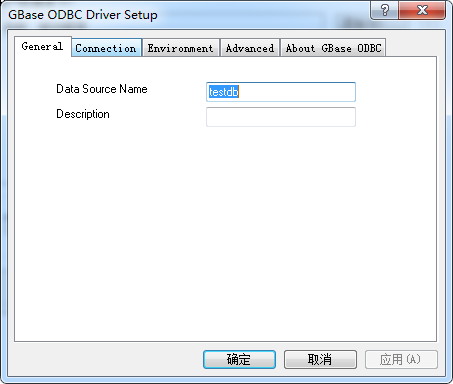 GBase ODBC Driver Setup
General Connection Environment Advanced About GBase ODBC
Data Source Name testdb
Description
确定 取消 应用(A)